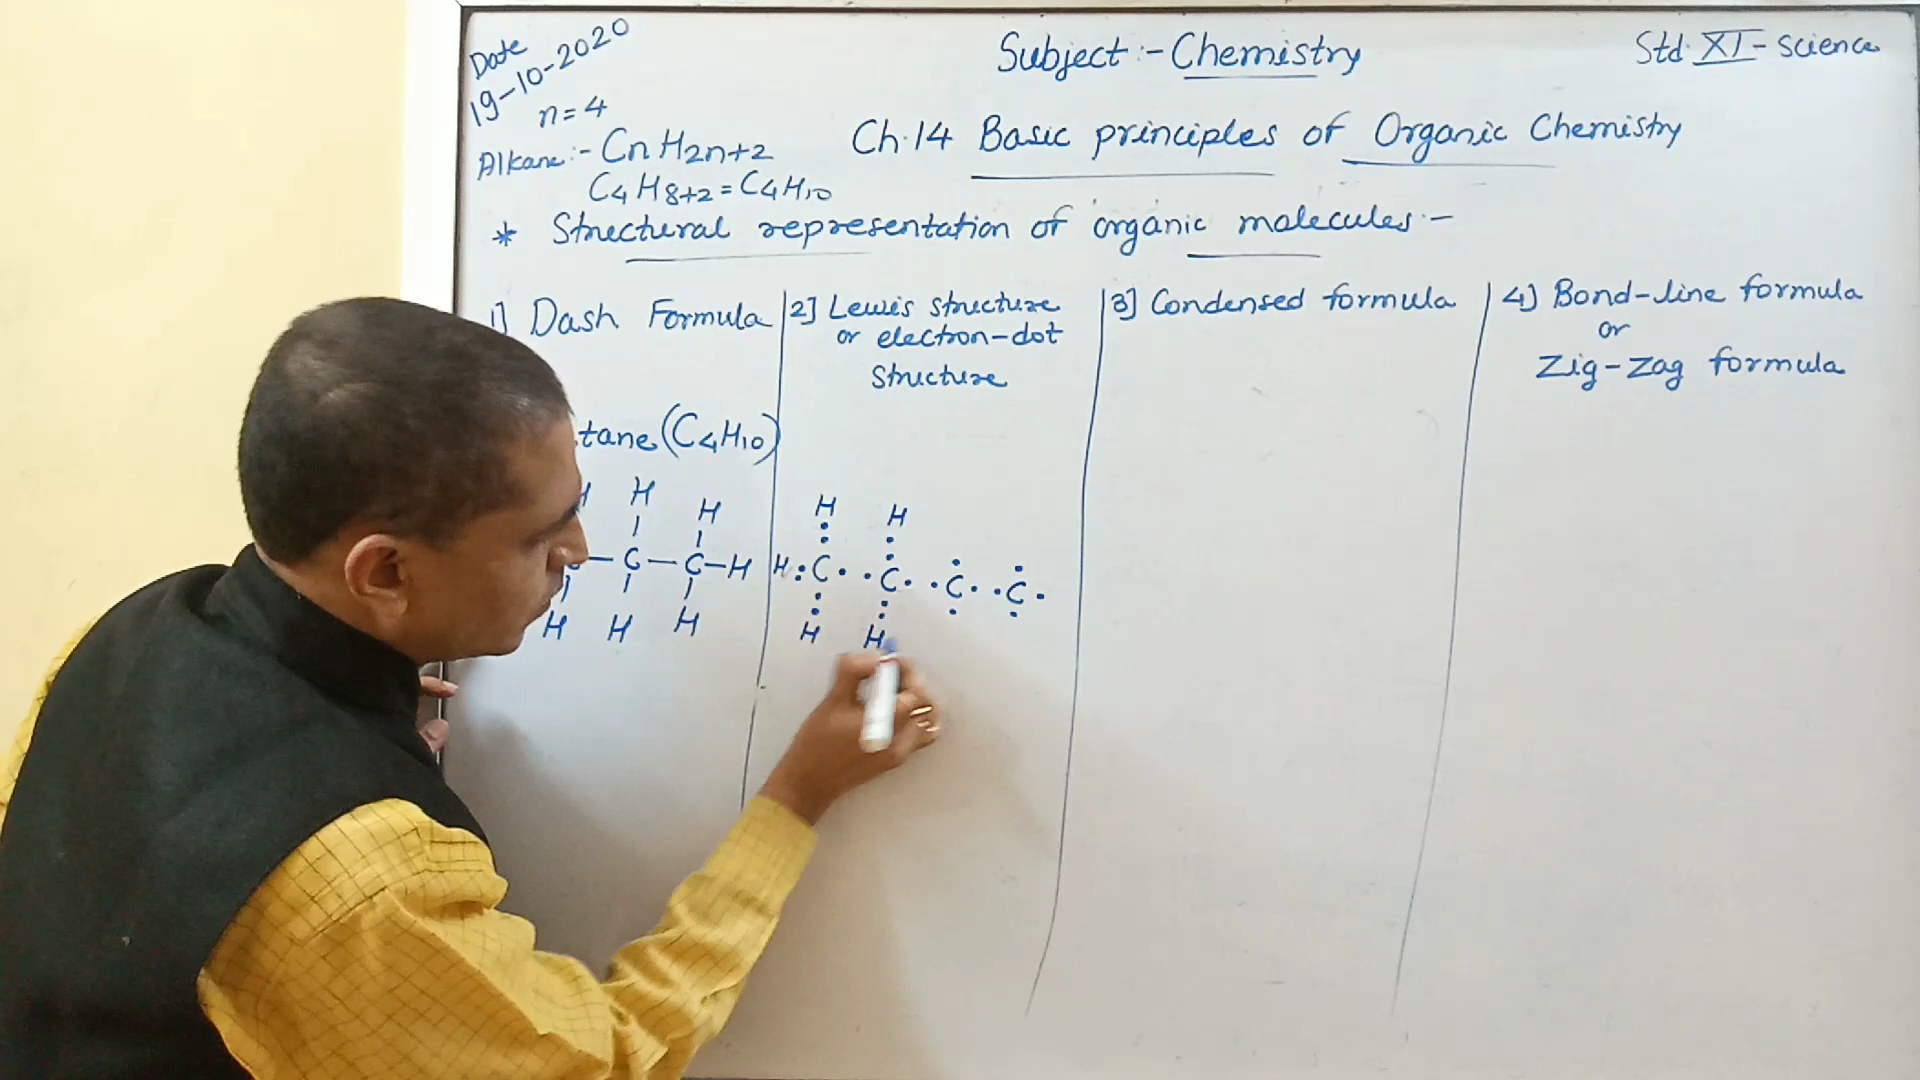 Date
19-10-2020
Subject:- Chemistry
Std. XI - Science
n=4
Alkane:- CnH2n+2
Ch.14 Basic principles of Organic Chemistry
C4H8+2 = C4H10
* Structural representation of organic molecules:-
1] Dash Formula
2] Lewis structure
or electron-dot
structure
3] Condensed formula
4] Bond-line formula
or
Zig-Zag formula
tane (C4H10)
H H
— C — C — H
H H H
H H
H : C · · C · · C · · C ·
H H